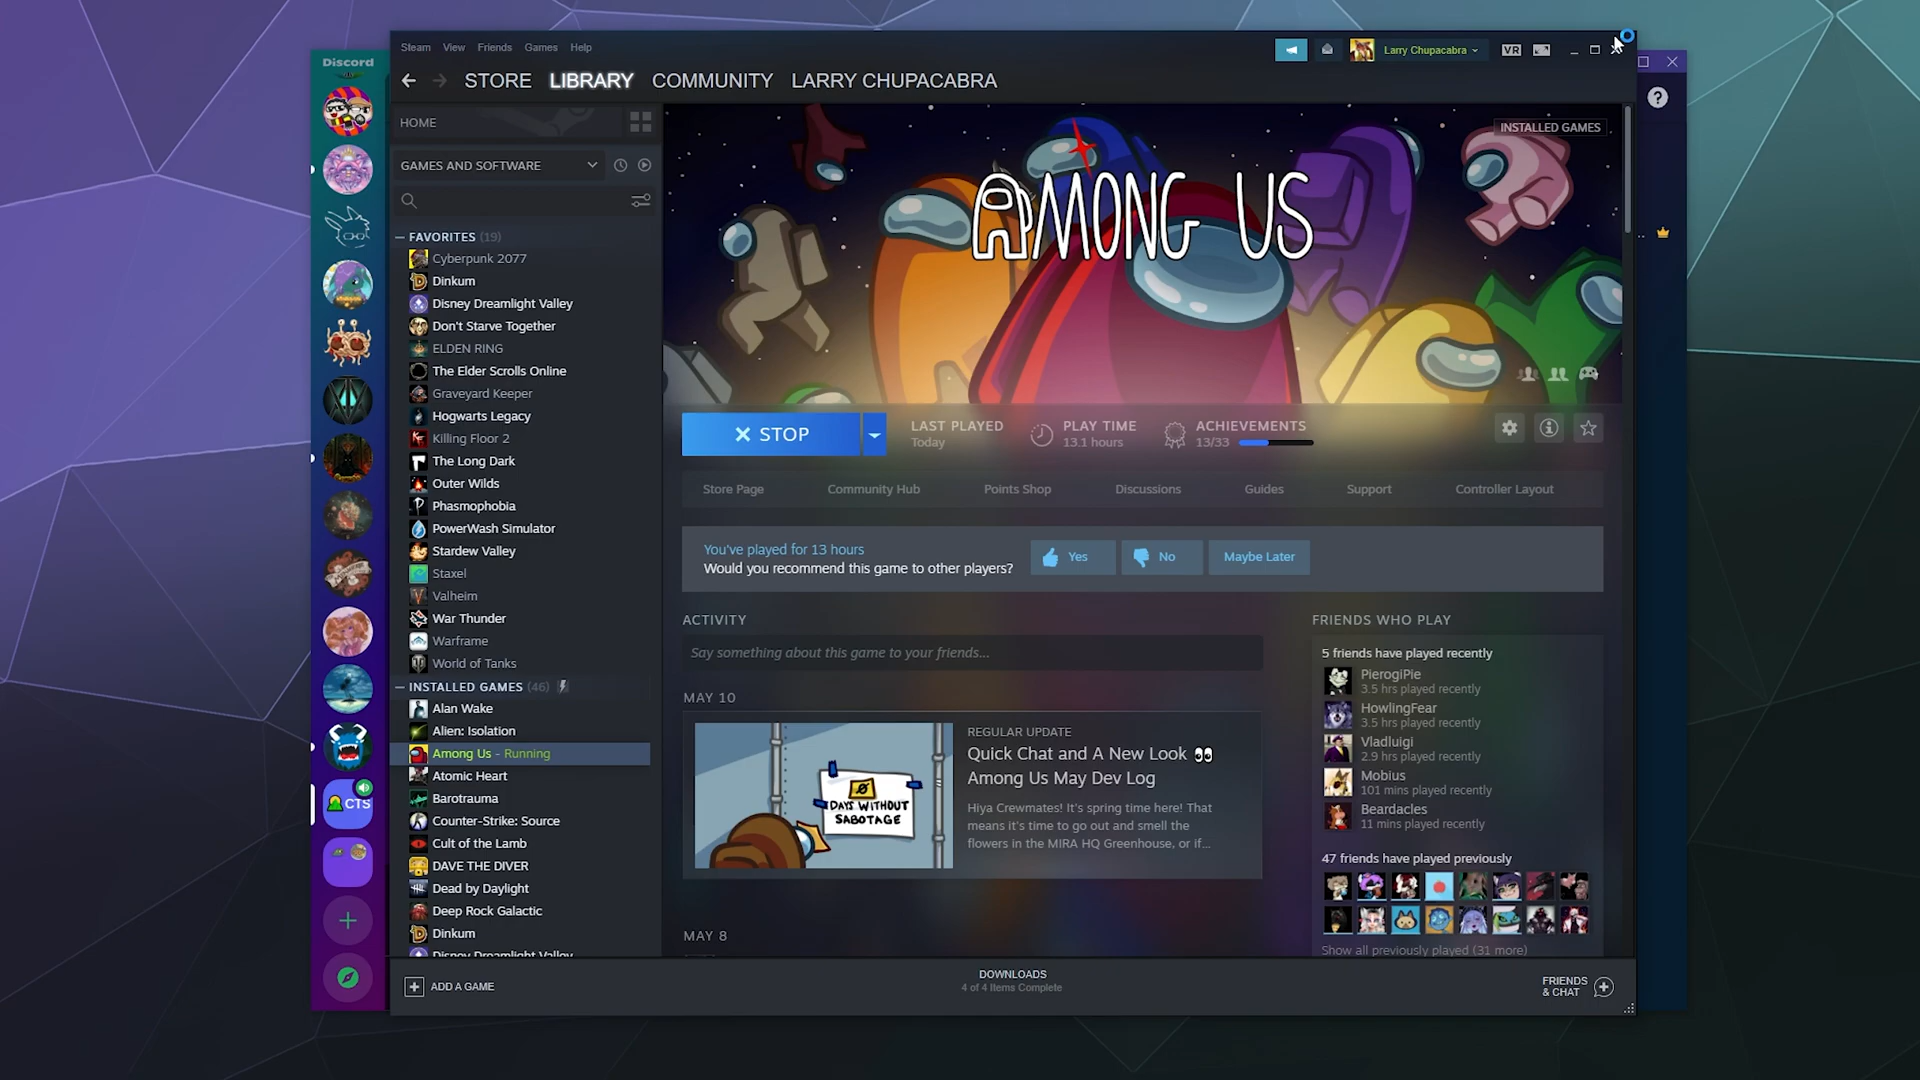 Discord
Steam View Friends Games Help
Larry Chupacabra
VR
STORE LIBRARY COMMUNITY LARRY CHUPACABRA
HOME
GAMES AND SOFTWARE
FAVORITES (19)
Cyberpunk 2077
Dinkum
Disney Dreamlight Valley
Don't Starve Together
ELDEN RING
The Elder Scrolls Online
Graveyard Keeper
Hogwarts Legacy
Killing Floor 2
The Long Dark
Outer Wilds
Phasmophobia
PowerWash Simulator
Stardew Valley
Staxel
Valheim
War Thunder
Warframe
World of Tanks
INSTALLED GAMES (46)
Alan Wake
Alien: Isolation
Among Us - Running
Atomic Heart
Barotrauma
Counter-Strike: Source
Cult of the Lamb
DAVE THE DIVER
Dead by Daylight
Deep Rock Galactic
Dinkum
Disney Dreamlight Valley
CTS
INSTALLED GAMES
AMONG US
STOP
LAST PLAYED
Today
PLAY TIME
13.1 hours
ACHIEVEMENTS
13/33
Store Page Community Hub Points Shop Discussions Guides Support Controller Layout
You've played for 13 hours
Would you recommend this game to other players?
Yes No Maybe Later
ACTIVITY
Say something about this game to your friends...
MAY 10
DAYS WITHOUT
SABOTAGE
REGULAR UPDATE
Quick Chat and A New Look 👀
Among Us May Dev Log
Hiya Crewmates! It's spring time here! That
means it's time to go out and smell the
flowers in the MIRA HQ Greenhouse, or if...
MAY 8
FRIENDS WHO PLAY
5 friends have played recently
PierogiPie
3.5 hrs played recently
HowlingFear
3.5 hrs played recently
Vladluigi
2.9 hrs played recently
Mobius
101 mins played recently
Beardacles
11 mins played recently
47 friends have played previously
Show all previously played (31 more)
ADD A GAME
DOWNLOADS
4 of 4 Items Complete
FRIENDS
& CHAT